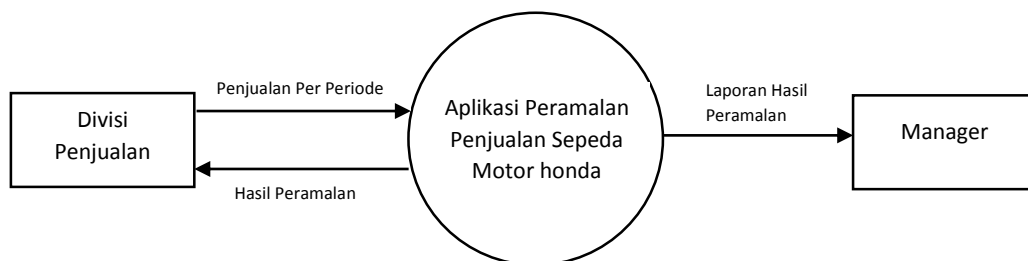 Divisi
Penjualan
Penjualan Per Periode
Hasil Peramalan
Aplikasi Peramalan
Penjualan Sepeda
Motor honda
Laporan Hasil
Peramalan
Manager